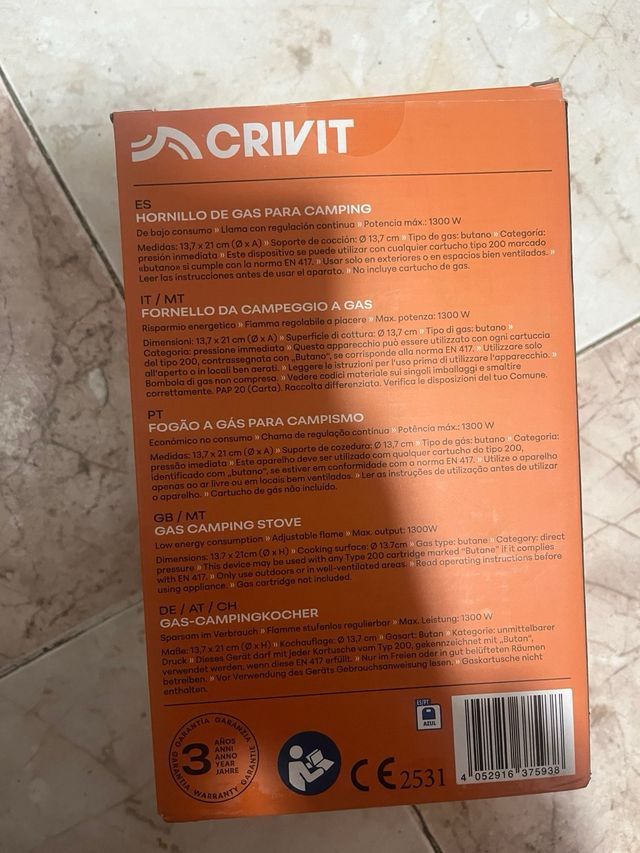 CRIVIT
ES
HORNILLO DE GAS PARA CAMPING
De bajo consumo » Llama con regulación continua » Potencia máx.: 1300 W
Medidas: 13,7 x 21 cm (Ø x A) » Soporte de cocción: Ø 13,7 cm » Tipo de gas: butano » Categoría:
presión inmediata » Este dispositivo se puede utilizar con cualquier cartucho tipo 200 marcado
«butano» si cumple con la norma EN 417. » Usar solo en exteriores o en espacios bien ventilados. »
Leer las instrucciones antes de usar el aparato. » No incluye cartucho de gas.
IT / MT
FORNELLO DA CAMPEGGIO A GAS
Risparmio energetico » Fiamma regolabile a piacere » Max. potenza: 1300 W
Dimensioni: 13,7 x 21 cm (Ø x A) » Superficie di cottura: Ø 13,7 cm » Tipo di gas: butano »
Categoria: pressione immediata » Questo apparecchio può essere utilizzato con ogni cartuccia
del tipo 200, contrassegnata con „Butano", se corrisponde alla norma EN 417. » Utilizzare solo
all'aperto o in locali ben aerati. » Leggere le istruzioni per l'uso prima di utilizzare l'apparecchio. »
Bombola di gas non compresa. » Vedere codici materiale sui singoli imballaggi e smaltire
correttamente. PAP 20 (Carta). Raccolta differenziata. Verifica le disposizioni del tuo Comune.
PT
FOGÃO A GÁS PARA CAMPISMO
Económico no consumo » Chama de regulação contínua » Potência máx.: 1300 W
Medidas: 13,7 x 21 cm (Ø x A) » Suporte de cozedura: Ø 13,7 cm » Tipo de gás: butano » Categoria:
pressão imediata » Este aparelho deve ser utilizado com qualquer cartucho do tipo 200,
identificado com „butano", se estiver em conformidade com a norma EN 417. » Utilize o aparelho
apenas ao ar livre ou em locais bem ventilados. » Ler as instruções de utilização antes de utilizar
o aparelho. » Cartucho de gás não incluído.
GB / MT
GAS CAMPING STOVE
Low energy consumption » Adjustable flame » Max. output: 1300W
Dimensions: 13.7 x 21cm (Ø x H) » Cooking surface: Ø 13.7cm » Gas type: butane » Category: direct
pressure » This device may be used with any Type 200 cartridge marked "Butane" if it complies
with EN 417. » Only use outdoors or in well-ventilated areas. » Read operating instructions before
using appliance. » Gas cartridge not included.
DE / AT / CH
GAS-CAMPINGKOCHER
Sparsam im Verbrauch » Flamme stufenlos regulierbar » Max. Leistung: 1300 W
Maße: 13,7 x 21 cm (Ø x H) » Kochauflage: Ø 13,7 cm » Gasart: Butan » Kategorie: unmittelbarer
Druck » Dieses Gerät darf mit jeder Kartusche vom Typ 200, gekennzeichnet mit „Butan",
verwendet werden, wenn diese EN 417 erfüllt. » Nur im Freien oder in gut belüfteten Räumen
betreiben. » Vor Verwendung des Geräts Gebrauchsanweisung lesen. » Gaskartusche nicht
enthalten.
GARANTÍA GARANZIA GARANTIE WARRANTY GARANTIA
3
AÑOS
ANNI
ANNO
YEAR
JAHRE
CE 2531
ES/PT
AZUL
4 052916 375938